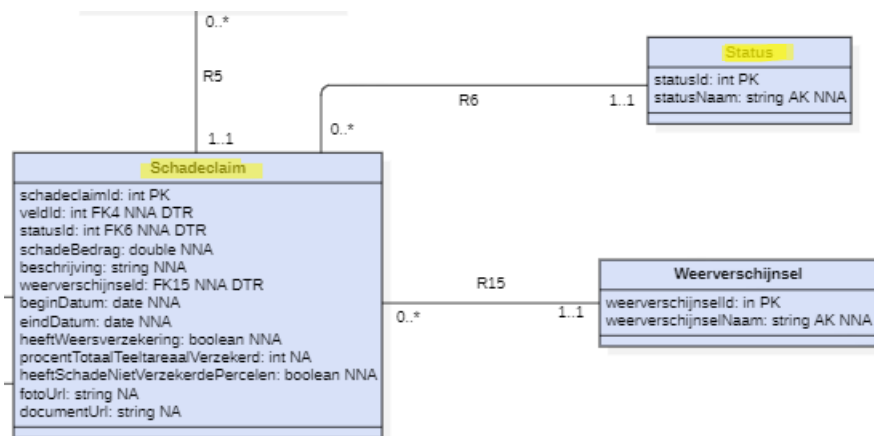 0..*
R5
1..1
R6
0..*
1..1
Status
statusId: int PK
statusNaam: string AK NNA
Schadeclaim
schadeclaimId: int PK
veldId: int FK4 NNA DTR
statusId: int FK6 NNA DTR
schadeBedrag: double NNA
beschrijving: string NNA
weerverschijnseId: FK15 NNA DTR
beginDatum: date NNA
eindDatum: date NNA
heeftWeersverzekering: boolean NNA
procentTotaalTeeltareaalVerzekerd: int NA
heeftSchadeNietVerzekerdePercelen: boolean NNA
fotoUrl: string NA
documentUrl: string NA
R15
0..*
1..1
Weerverschijnsel
weerverschijnselId: in PK
weerverschijnselNaam: string AK NNA